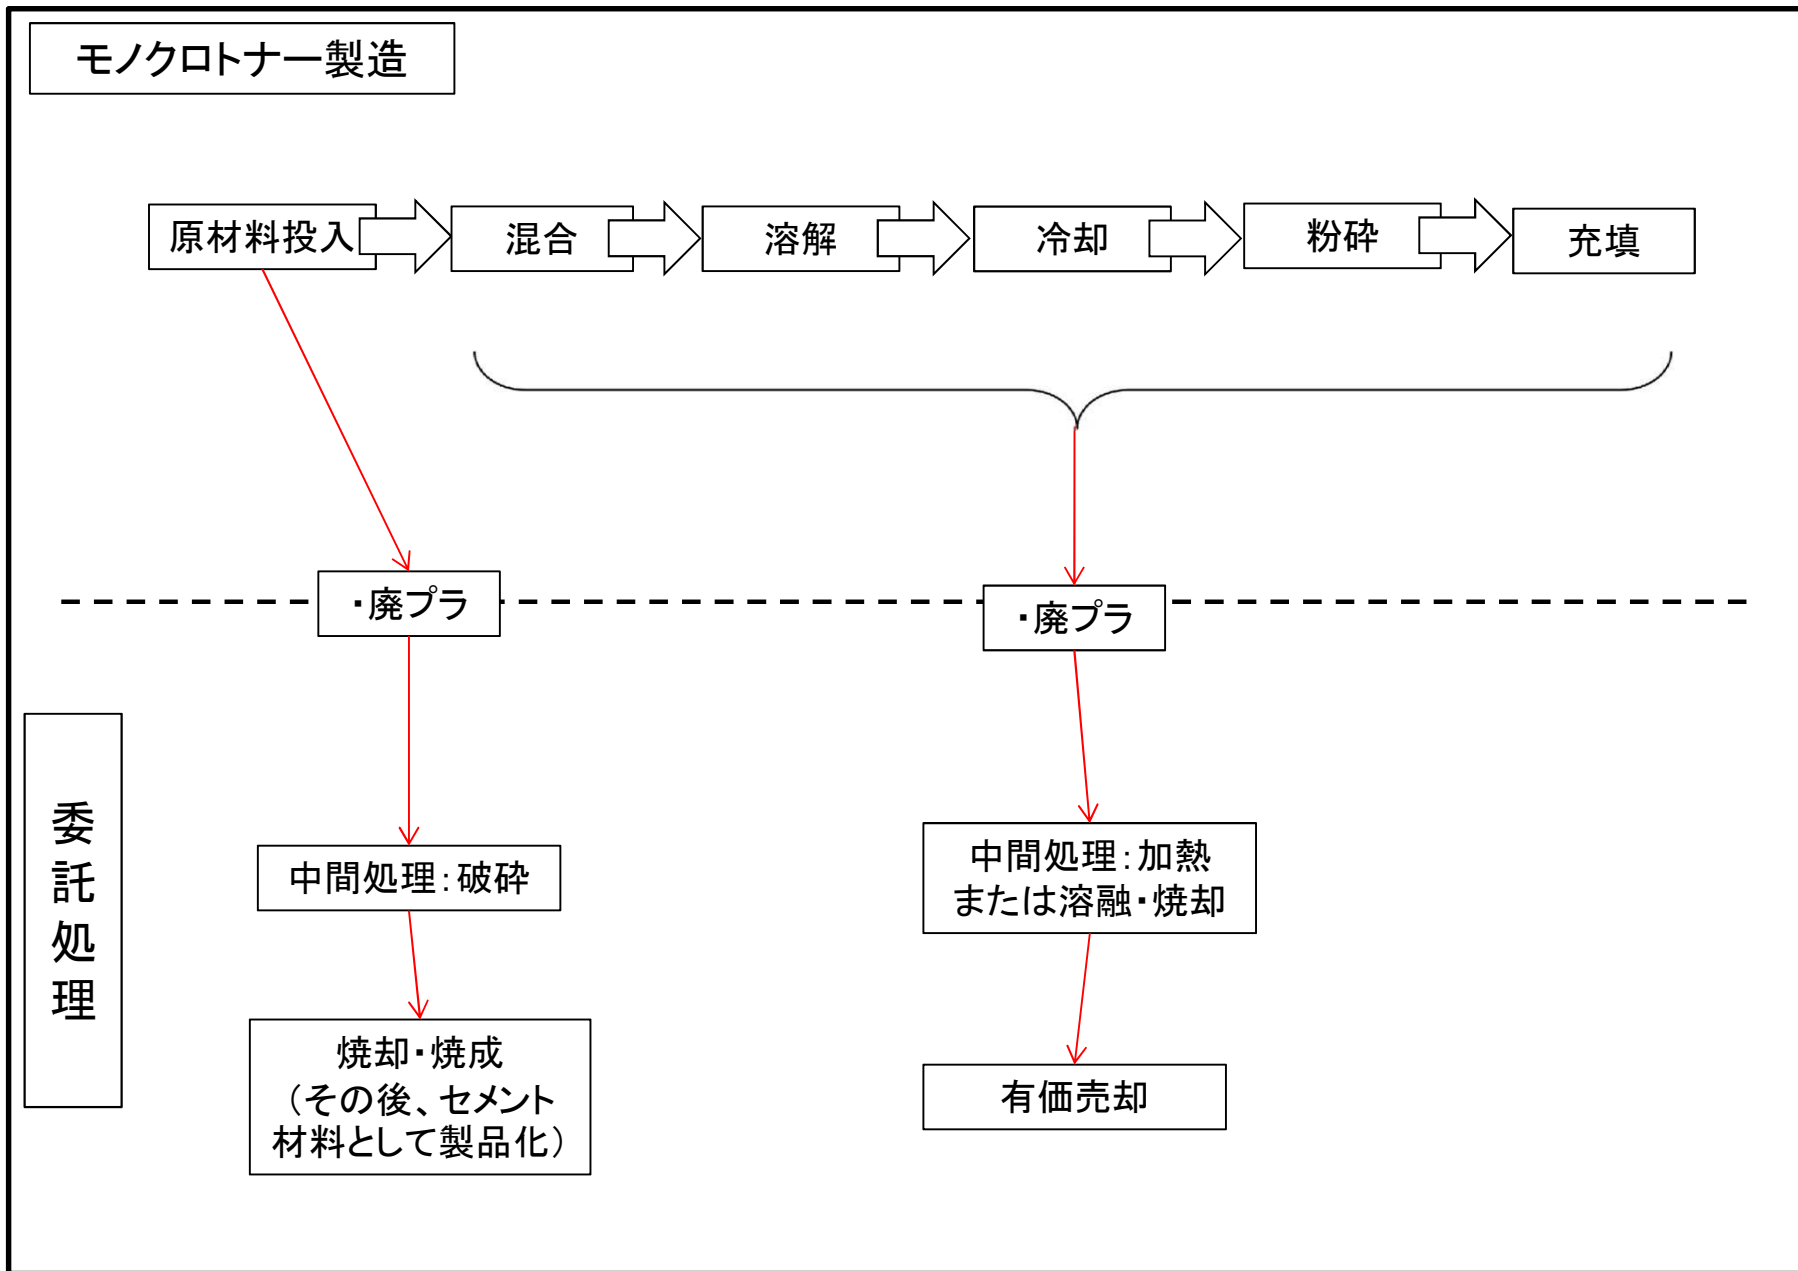 モノクロトナー製造
原材料投入
混合
溶解
冷却
粉砕
充填
・廃プラ
・廃プラ
委託処理
中間処理：破砕
中間処理：加熱
または溶融・焼却
焼却・焼成
（その後、セメント
材料として製品化）
有価売却